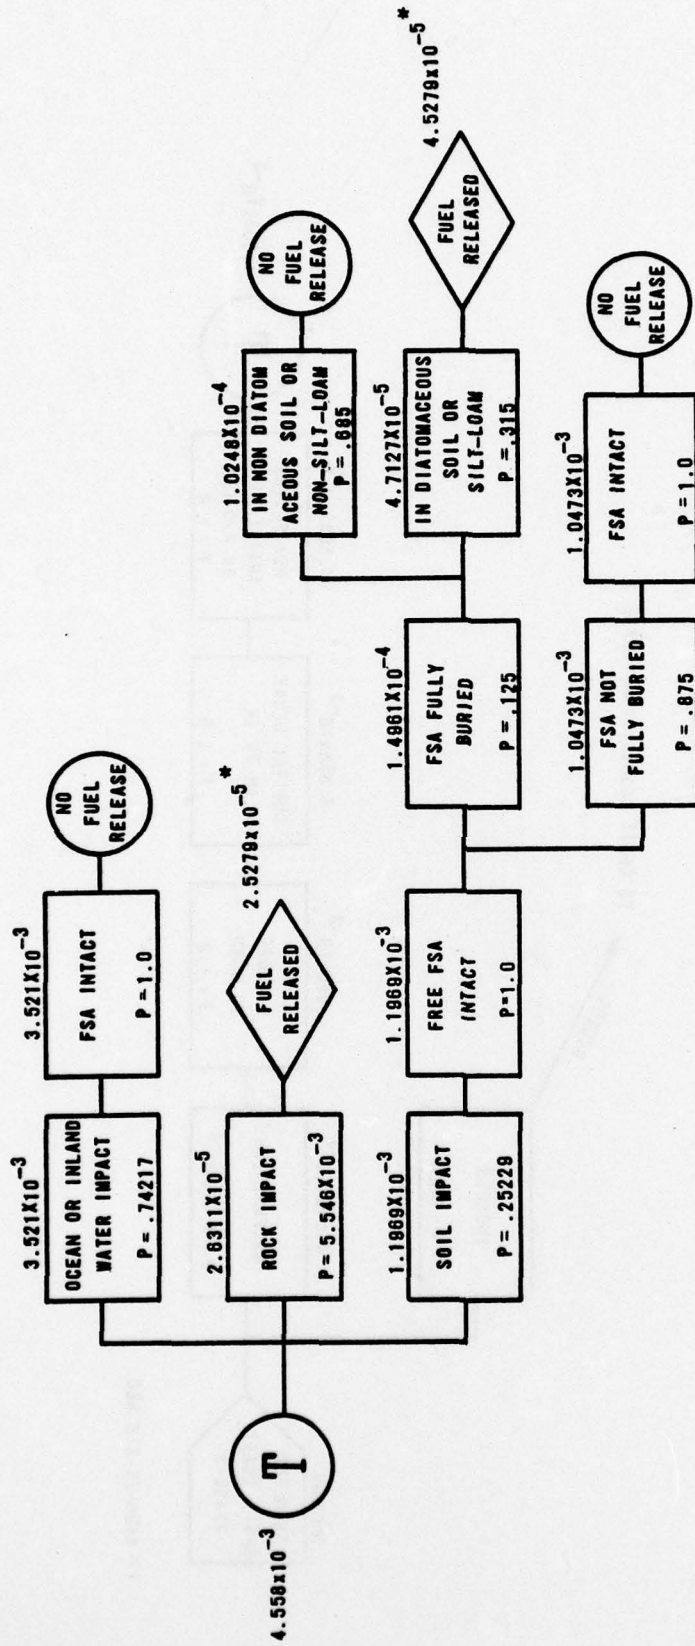 4.558x10-3
T
3.521X10-3
OCEAN OR INLAND
WATER IMPACT
P = .74217
3.521X10-3
FSA INTACT
P = 1.0
NO
FUEL
RELEASE
2.6311X10-5
ROCK IMPACT
P = 5.546X10-3
2.5279x10-5*
FUEL
RELEASED
1.1969X10-3
SOIL IMPACT
P = .25229
1.1969X10-3
FREE FSA
INTACT
P=1.0
1.4961X10-4
FSA FULLY
BURIED
P = .125
1.0248X10-4
IN NON DIATOM
ACEOUS SOIL OR
NON-SILT-LOAM
P = .685
NO
FUEL
RELEASE
4.7127X10-5
IN DIATOMACEOUS
SOIL OR
SILT-LOAM
P = .315
4.5279x10-5*
FUEL
RELEASED
1.0473X10-3
FSA NOT
FULLY BURIED
P = .875
1.0473X10-3
FSA INTACT
P = 1.0
NO
FUEL
RELEASE